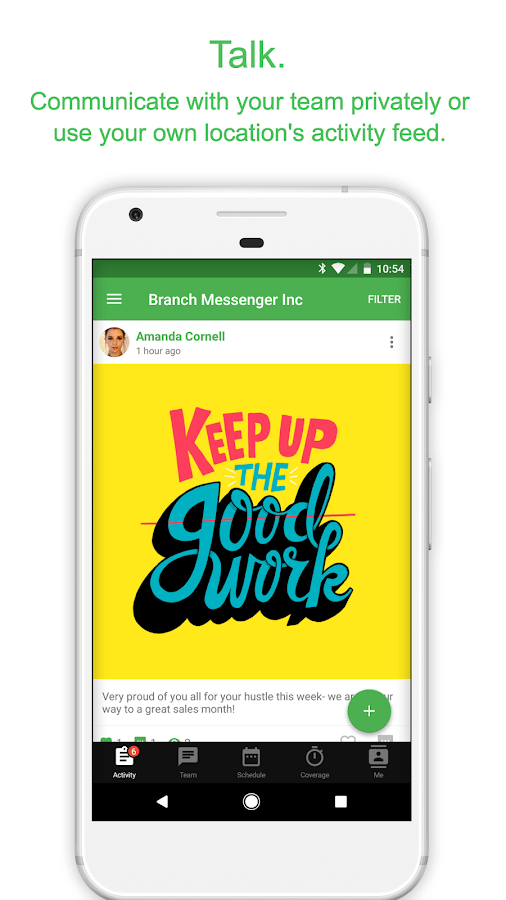 Talk.
Communicate with your team privately or
use your own location's activity feed.
10:54
Branch Messenger Inc
FILTER
Amanda Cornell
1 hour ago
KEEP UP
THE
good
work
Very proud of you all for your hustle this week- we
way to a great sales month!
6
Activity
Team
Schedule
Coverage
Me